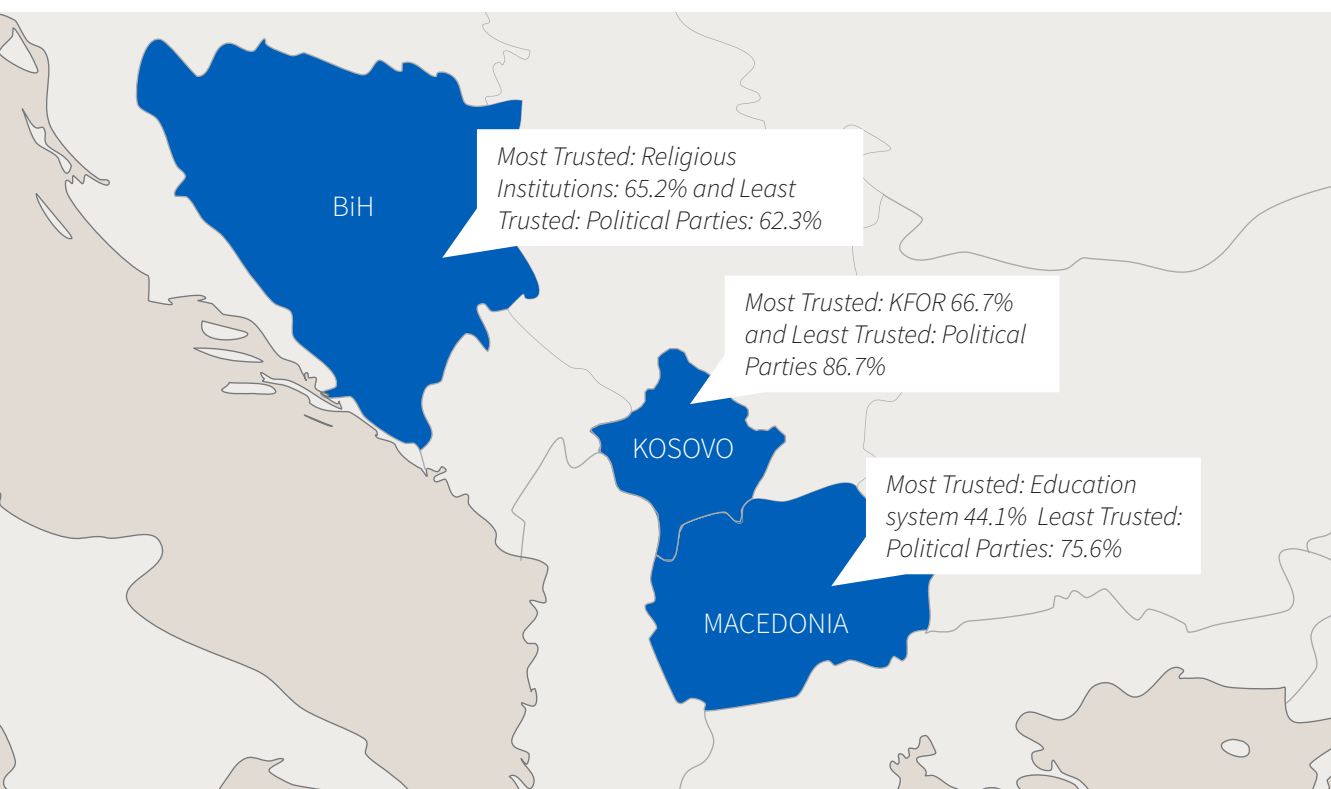 BiH
Most Trusted: Religious
Institutions: 65.2% and Least
Trusted: Political Parties: 62.3%
Most Trusted: KFOR 66.7%
and Least Trusted: Political
Parties 86.7%
KOSOVO
Most Trusted: Education
system 44.1% Least Trusted:
Political Parties: 75.6%
MACEDONIA